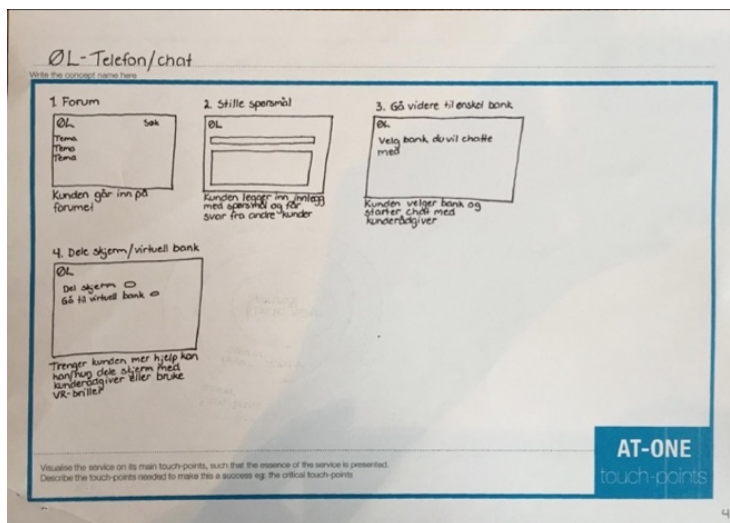 ØL-Telefon/chat
Write the concept name here
1 Forum
ØL Søk
Tema
Tema
Tema
Kunden går inn på
forumet
2. Stille spørsmål
ØL
Kunden legger inn innlegg
med spørsmål og får
svar fra andre kunder
3. Gå videre til ønskel bank
ØL
Velg bank du vil chatte
med
Kunden velger bank og
starter chatt med
kunderådgiver
4. Dele skjerm/virtuell bank
ØL
Del skjerm
Gå til virtuell bank
Trenger kunden mer hjelp kan
han/hun dele skjerm med
kunderådgiver eller bruke
VR-briller
Visualise the service on its main touch-points, such that the essence of the service is presented.
Describe the touch-points needed to make this a success eg. the critical touch-points
AT-ONE
touch-points
4